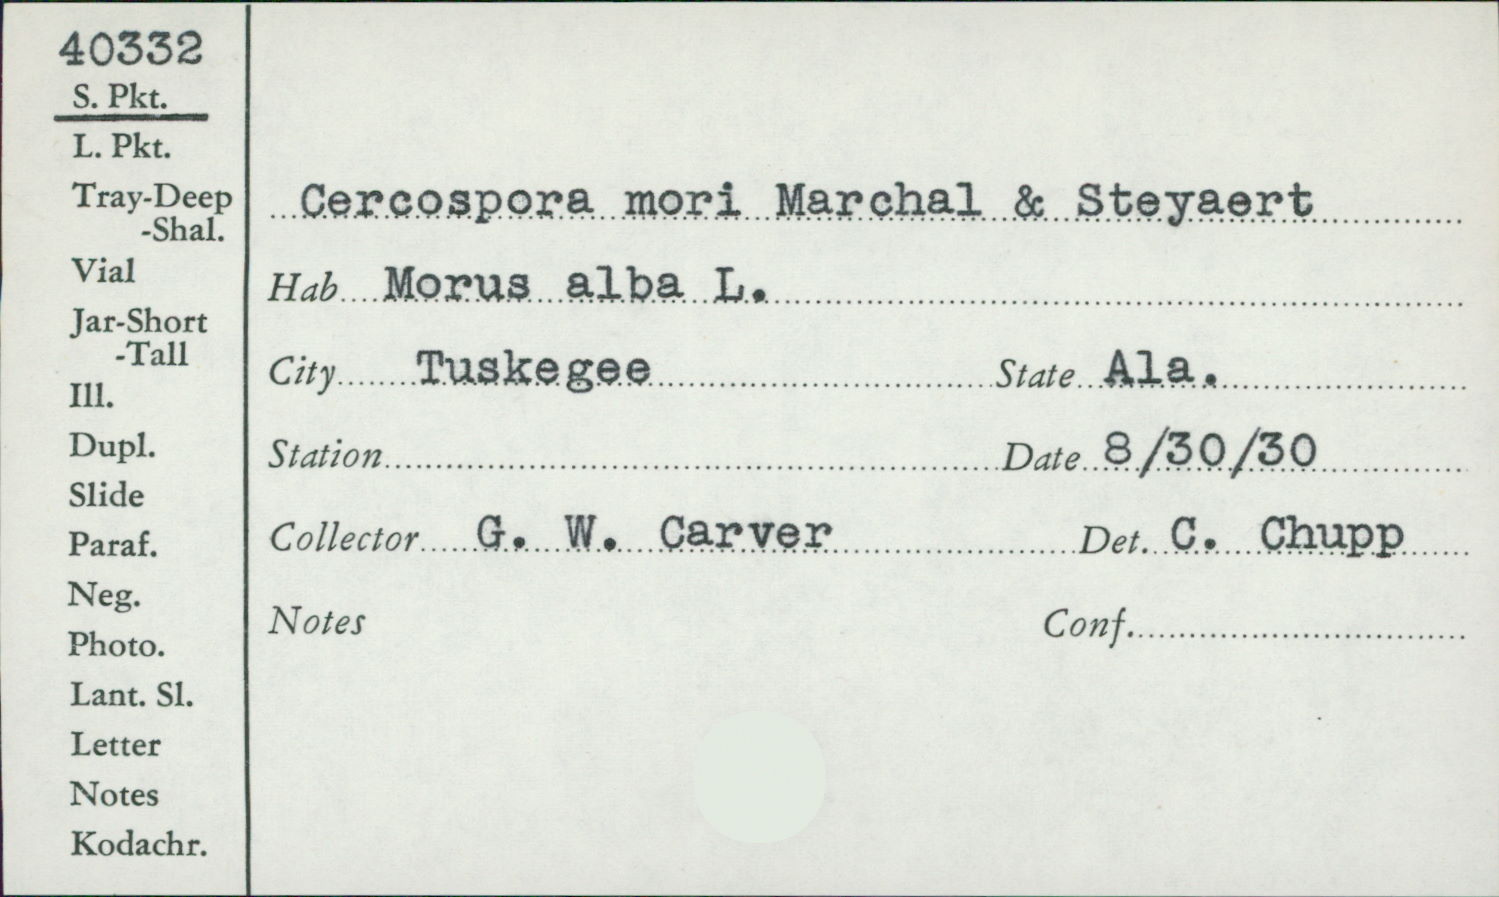 40332
S. Pkt.
L. Pkt.
Tray-Deep
-Shal.
Vial
Jar-Short
-Tall
Ill.
Dupl.
Slide
Paraf.
Neg.
Photo.
Lant. Sl.
Letter
Notes
Kodachr.
Cercospora mori Marchal & Steyaert
Hab Morus alba L.
City Tuskegee State Ala.
Station Date 8/30/30
Collector G. W. Carver Det. C. Chupp
Notes Conf.